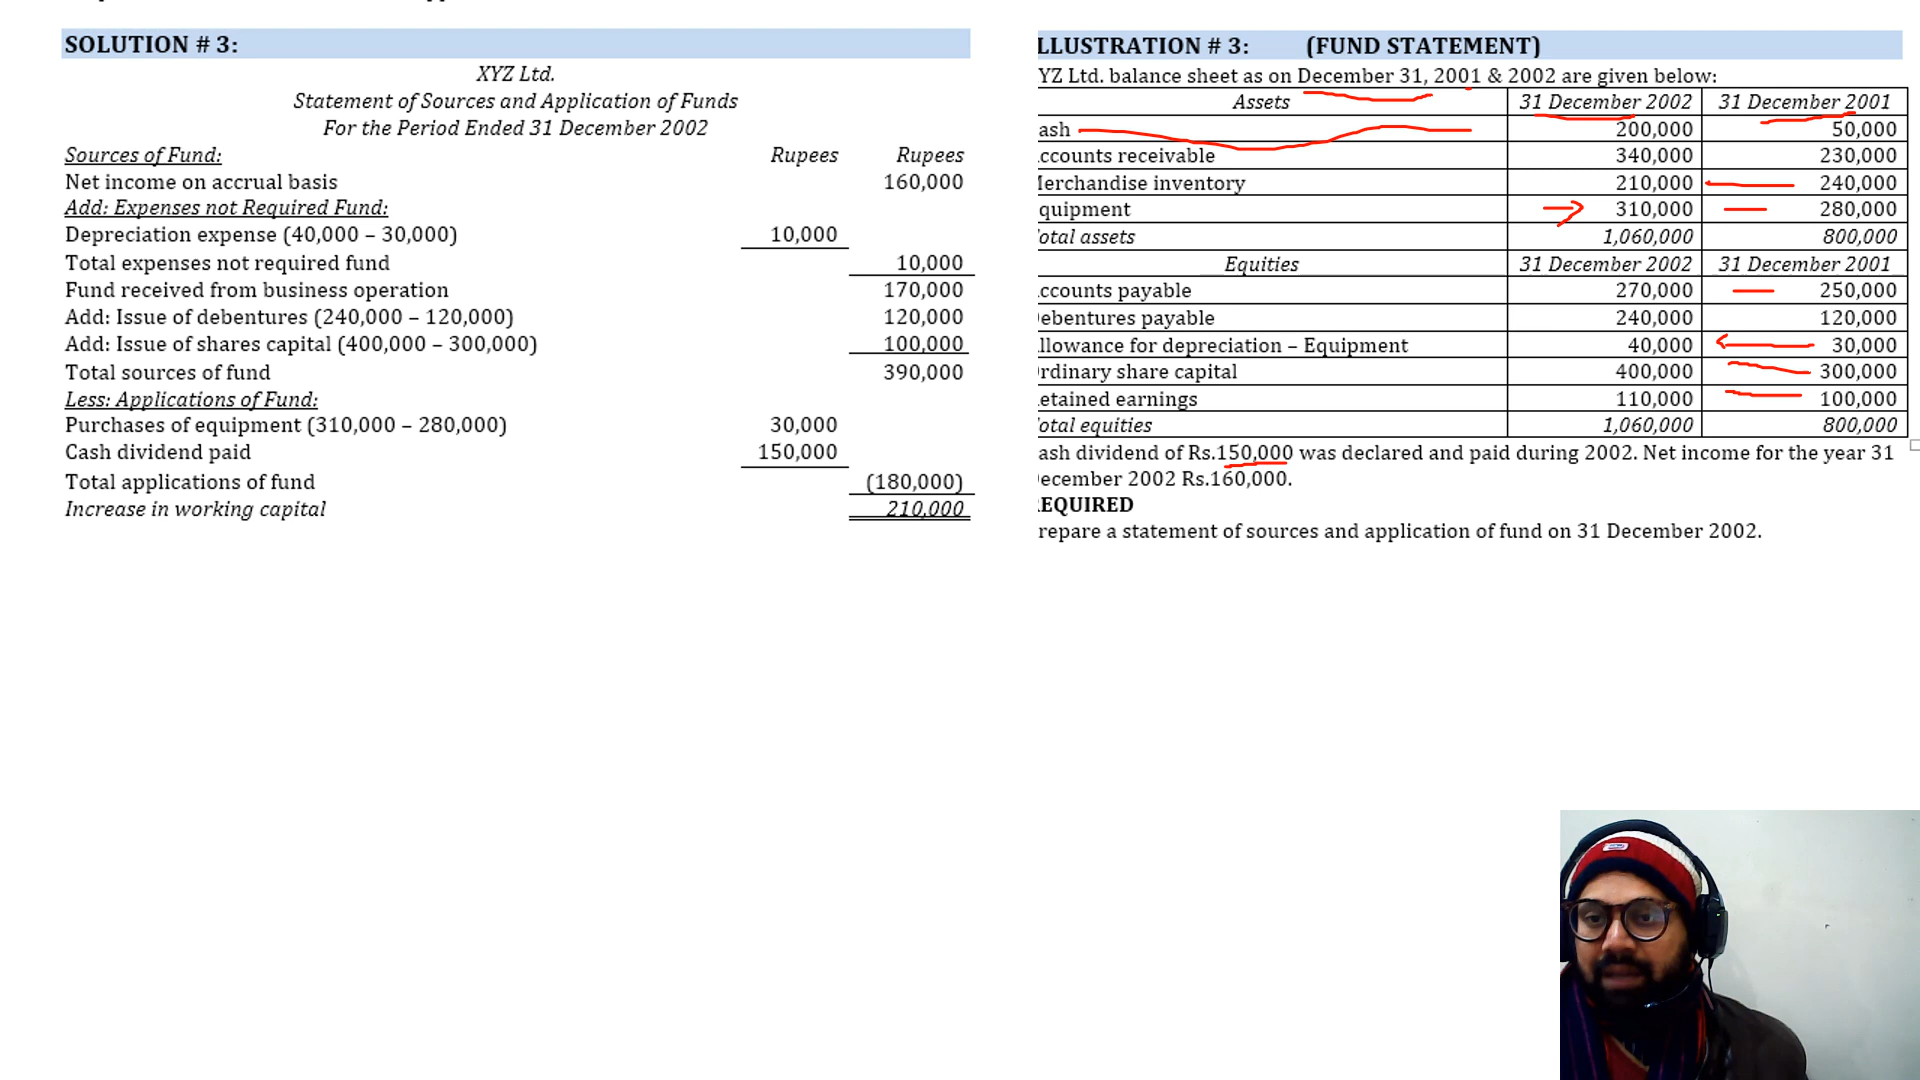 SOLUTION # 3:
XYZ Ltd.
Statement of Sources and Application of Funds
For the Period Ended 31 December 2002
Sources of Fund: Rupees Rupees
Net income on accrual basis 160,000
Add: Expenses not Required Fund:
Depreciation expense (40,000 – 30,000) 10,000
Total expenses not required fund 10,000
Fund received from business operation 170,000
Add: Issue of debentures (240,000 – 120,000) 120,000
Add: Issue of shares capital (400,000 – 300,000) 100,000
Total sources of fund 390,000
Less: Applications of Fund:
Purchases of equipment (310,000 – 280,000) 30,000
Cash dividend paid 150,000
Total applications of fund (180,000)
Increase in working capital 210,000
LLUSTRATION # 3: (FUND STATEMENT)
YZ Ltd. balance sheet as on December 31, 2001 & 2002 are given below:
Assets 31 December 2002 31 December 2001
ash 200,000 50,000
ccounts receivable 340,000 230,000
erchandise inventory 210,000 240,000
quipment 310,000 280,000
otal assets 1,060,000 800,000
Equities 31 December 2002 31 December 2001
ccounts payable 270,000 250,000
ebentures payable 240,000 120,000
llowance for depreciation – Equipment 40,000 30,000
rdinary share capital 400,000 300,000
etained earnings 110,000 100,000
otal equities 1,060,000 800,000
ash dividend of Rs.150,000 was declared and paid during 2002. Net income for the year 31
ecember 2002 Rs.160,000.
EQUIRED
repare a statement of sources and application of fund on 31 December 2002.